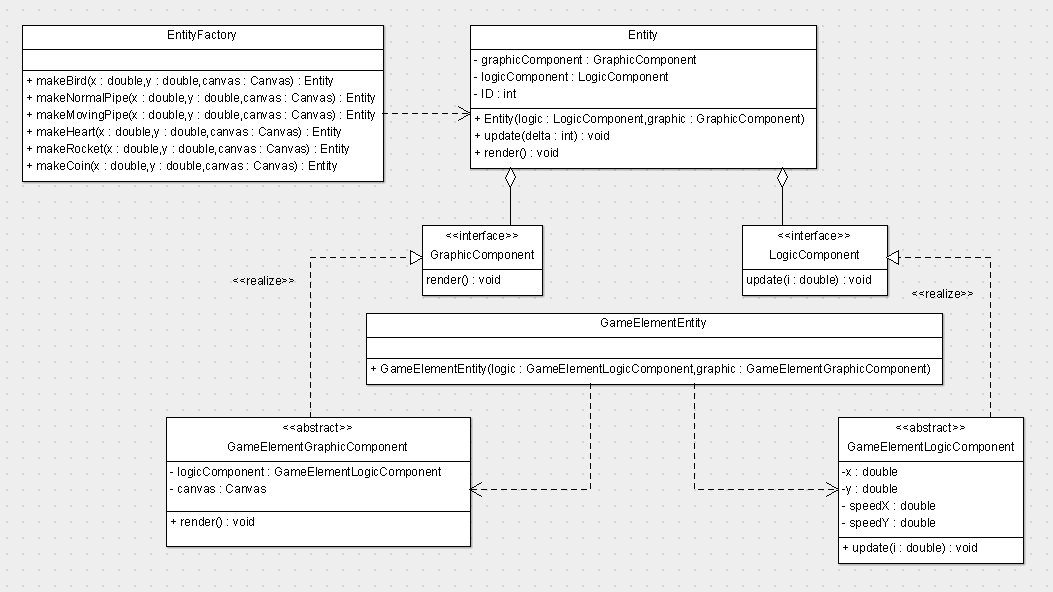 EntityFactory
+ makeBird(x : double,y : double,canvas : Canvas) : Entity
+ makeNormalPipe(x : double,y : double,canvas : Canvas) : Entity
+ makeMovingPipe(x : double,y : double,canvas : Canvas) : Entity
+ makeHeart(x : double,y : double,canvas : Canvas) : Entity
+ makeRocket(x : double,y : double,canvas : Canvas) : Entity
+ makeCoin(x : double,y : double,canvas : Canvas) : Entity
Entity
- graphicComponent : GraphicComponent
- logicComponent : LogicComponent
- ID : int
+ Entity(logic : LogicComponent,graphic : GraphicComponent)
+ update(delta : int) : void
+ render() : void
<<interface>>
GraphicComponent
render() : void
<<interface>>
LogicComponent
update(i : double) : void
<<realize>>
<<realize>>
GameElementEntity
+ GameElementEntity(logic : GameElementLogicComponent,graphic : GameElementGraphicComponent)
<<abstract>>
GameElementGraphicComponent
- logicComponent : GameElementLogicComponent
- canvas : Canvas
+ render() : void
<<abstract>>
GameElementLogicComponent
-x : double
-y : double
- speedX : double
- speedY : double
+ update(i : double) : void